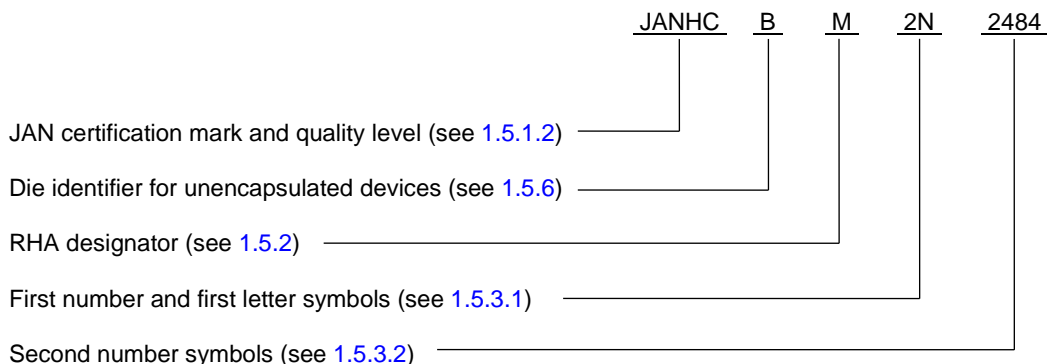 JANHC B M 2N 2484
JAN certification mark and quality level (see 1.5.1.2)
Die identifier for unencapsulated devices (see 1.5.6)
RHA designator (see 1.5.2)
First number and first letter symbols (see 1.5.3.1)
Second number symbols (see 1.5.3.2)